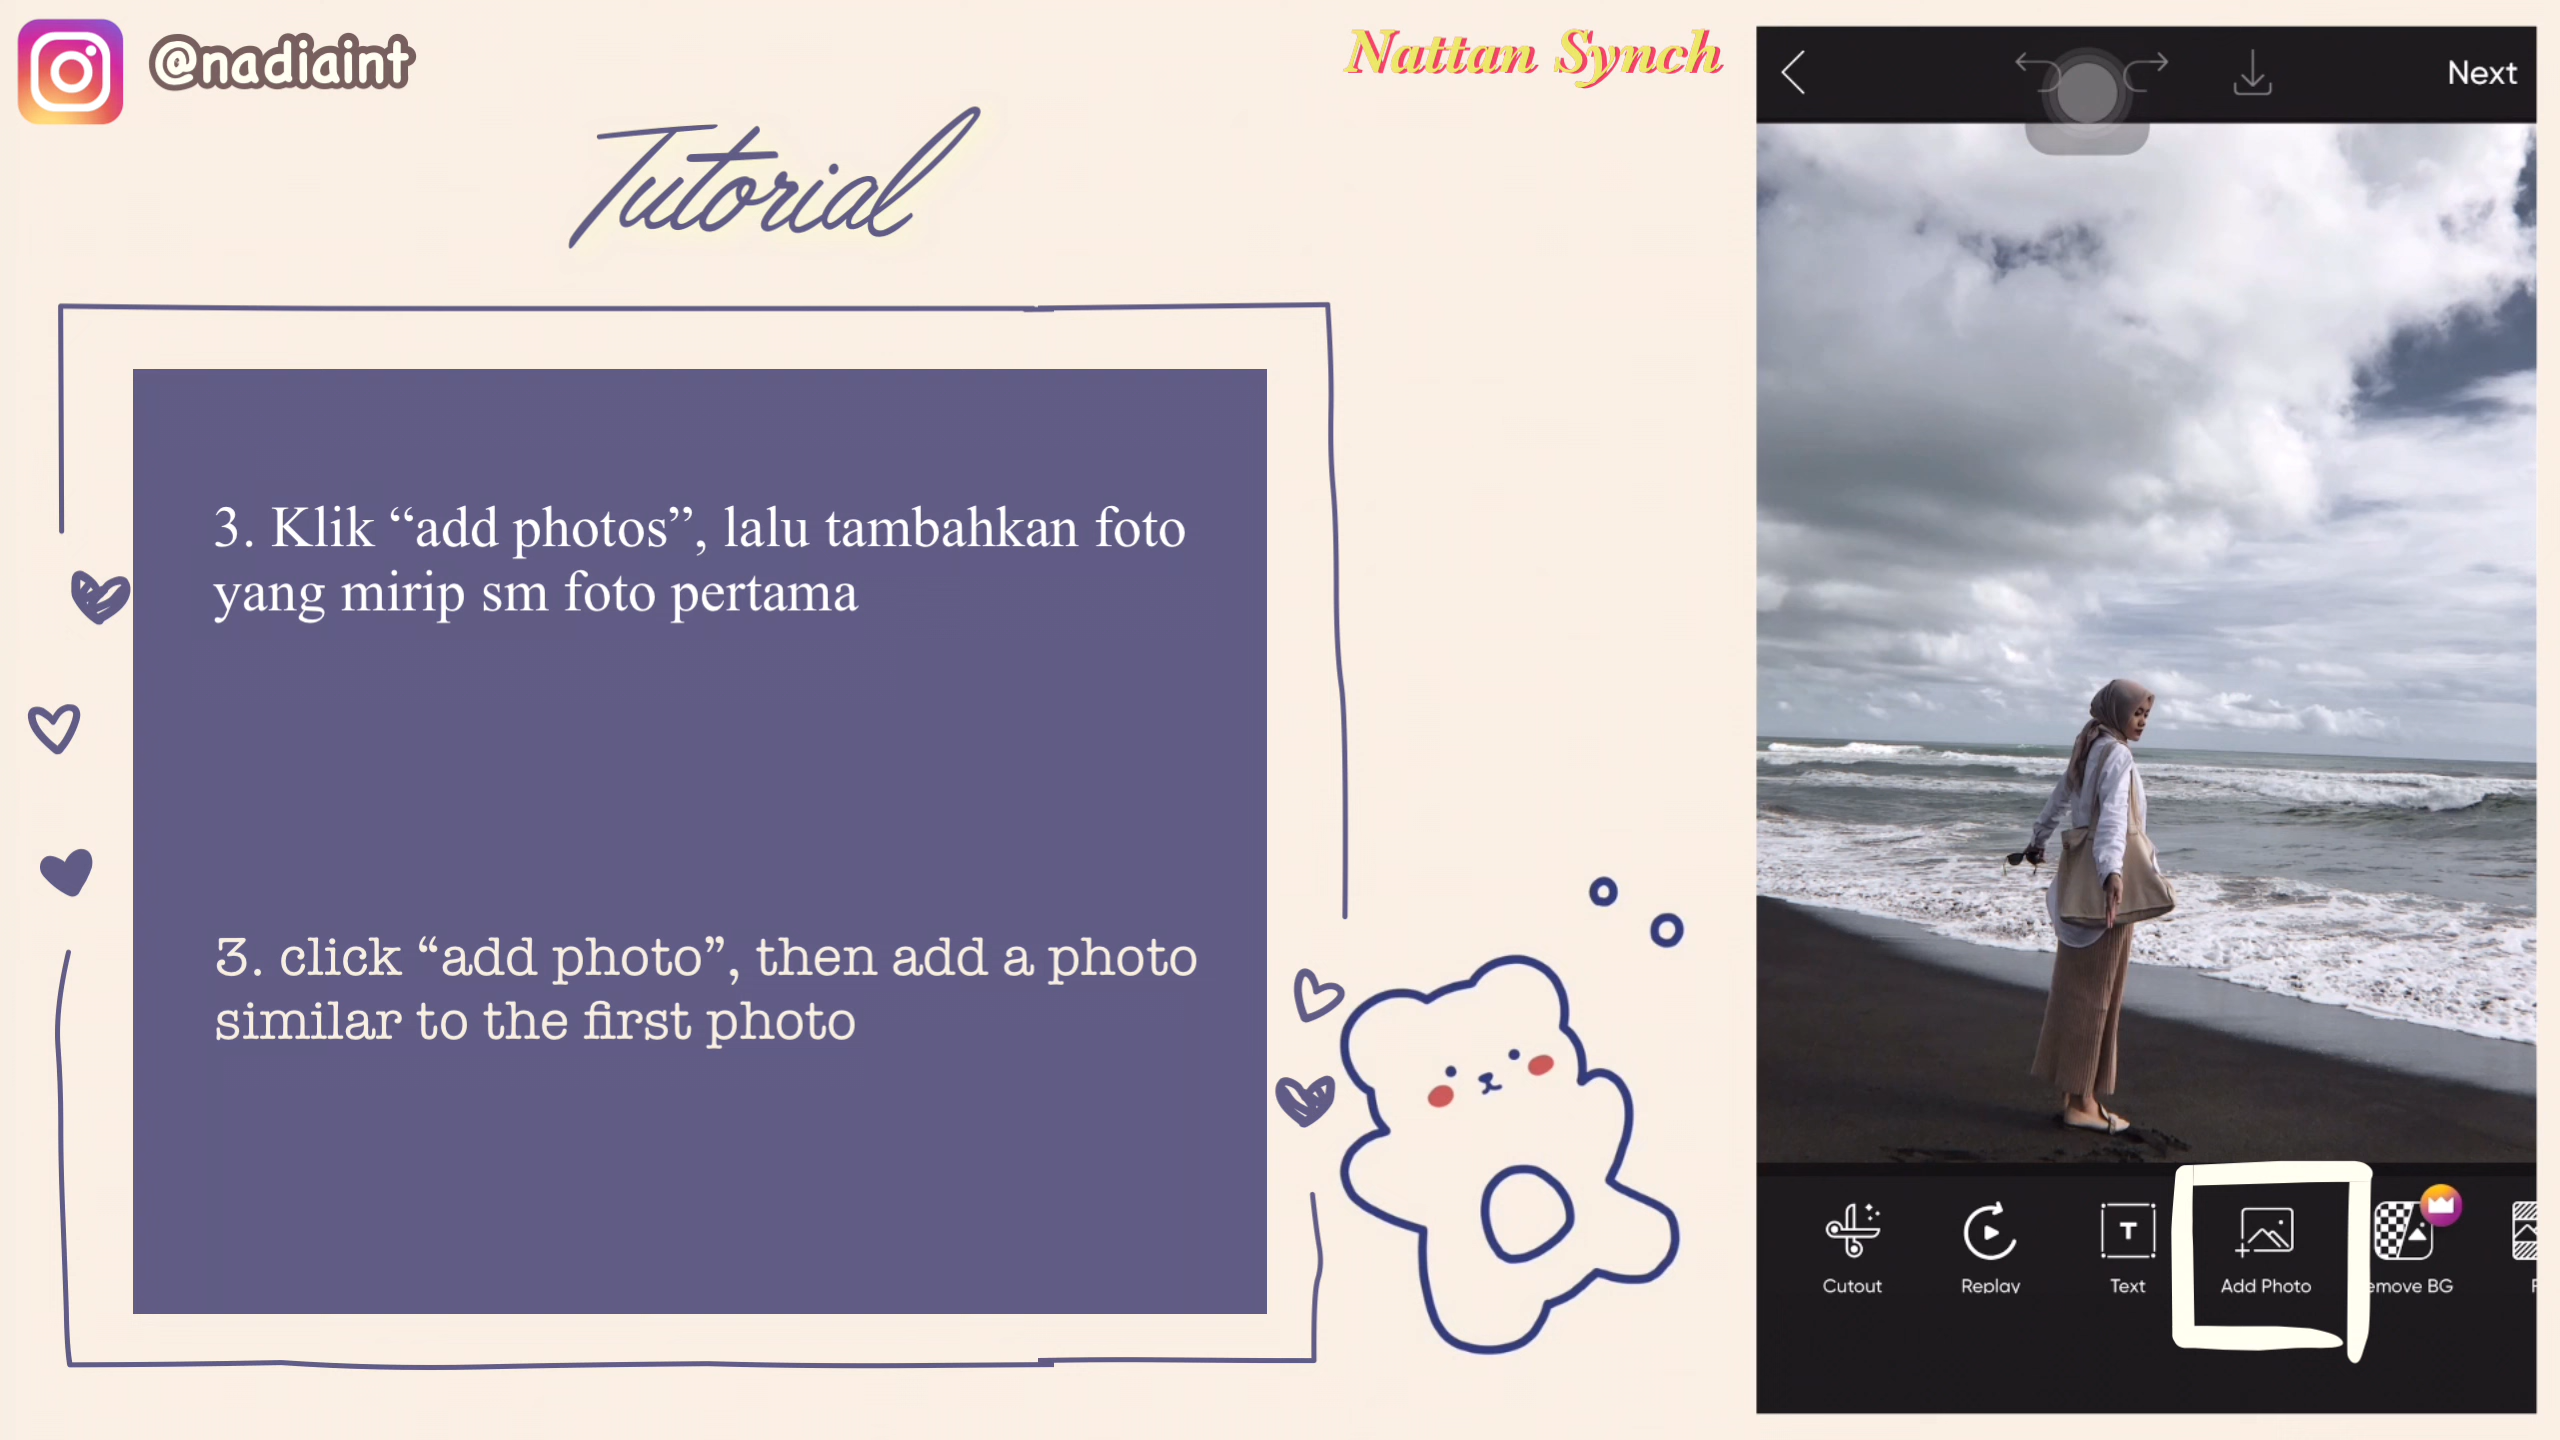 @nadiaint
Nattan Synch
Tutorial
3. Klik “add photos”, lalu tambahkan foto
yang mirip sm foto pertama
3. click “add photo”, then add a photo
similar to the first photo
Next
Cutout
Replay
Text
Add Photo
emove BG